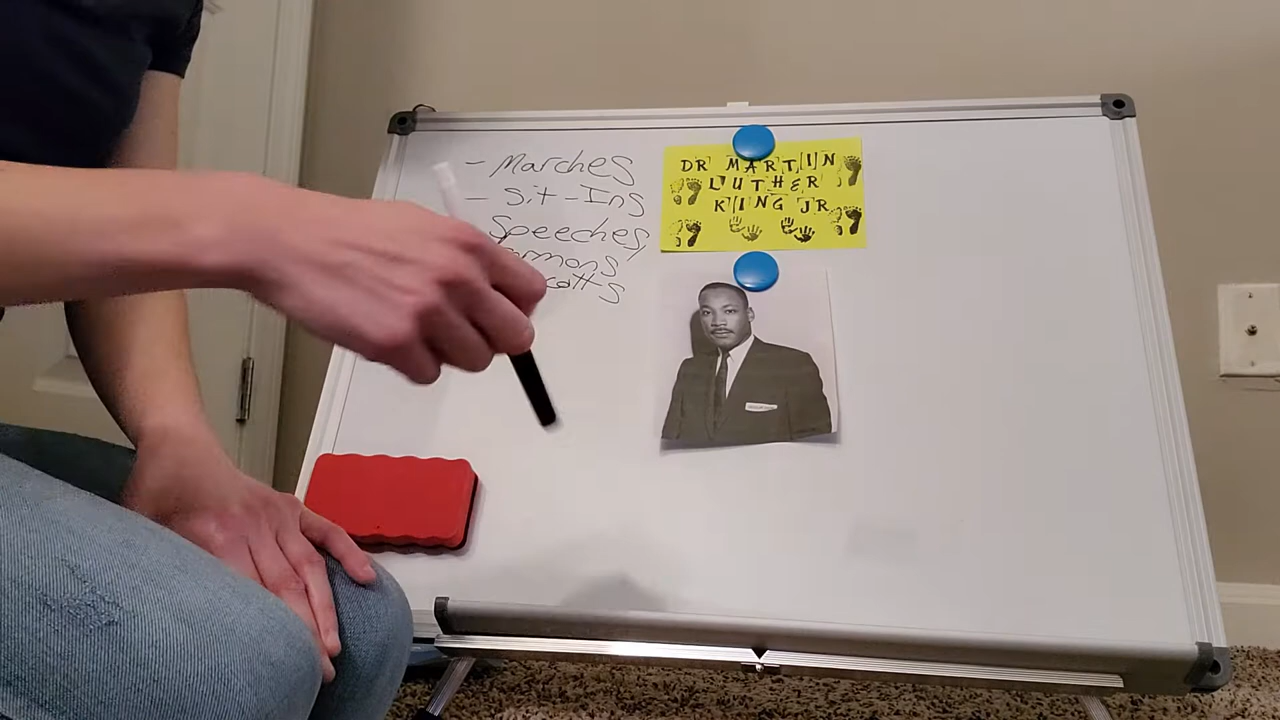 - Marches
- Sit-Ins
Speeches,
DR MARTIN
LUTHER
KING JR